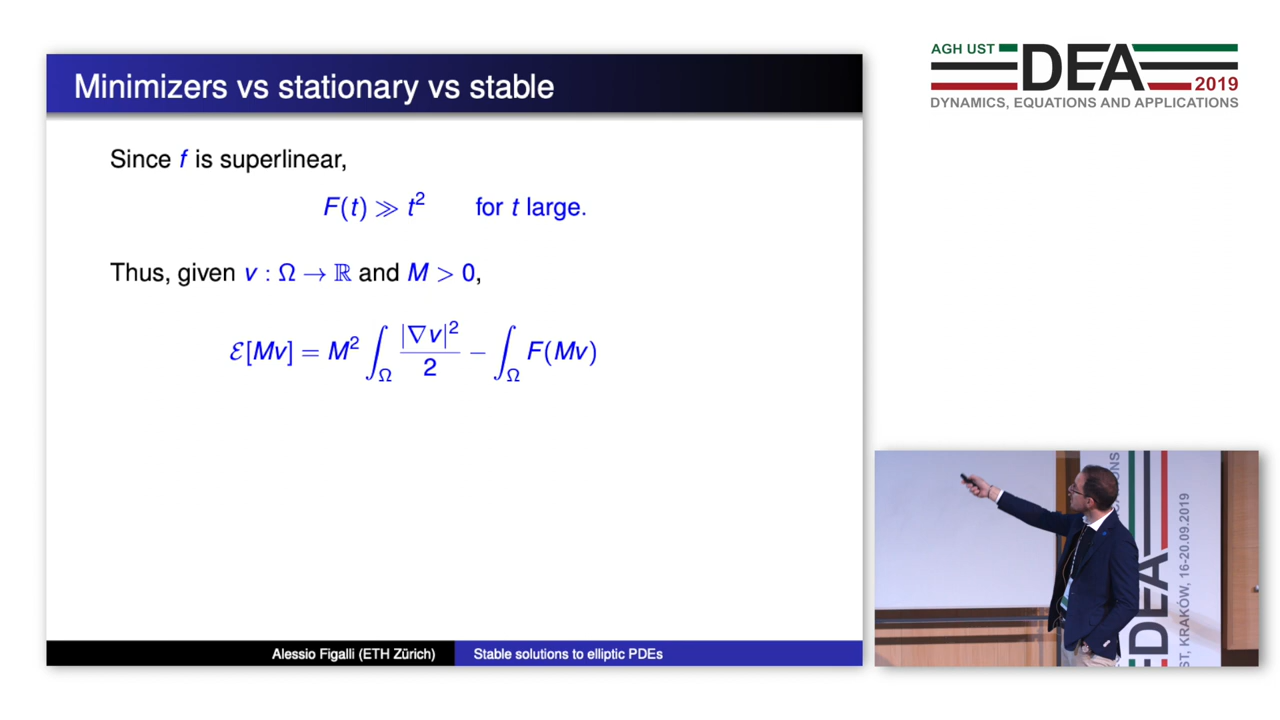 Minimizers vs stationary vs stable
Since f is superlinear,
F(t) ≫ t² for t large.
Thus, given v : Ω → ℝ and M > 0,
ℰ[Mv] = M² ∫_Ω |∇v|²/2 − ∫_Ω F(Mv)
Alessio Figalli (ETH Zürich) Stable solutions to elliptic PDEs
AGH UST
DEA
2019
DYNAMICS, EQUATIONS AND APPLICATIONS
DEA
ST, KRAKÓW, 16-20.09.2019